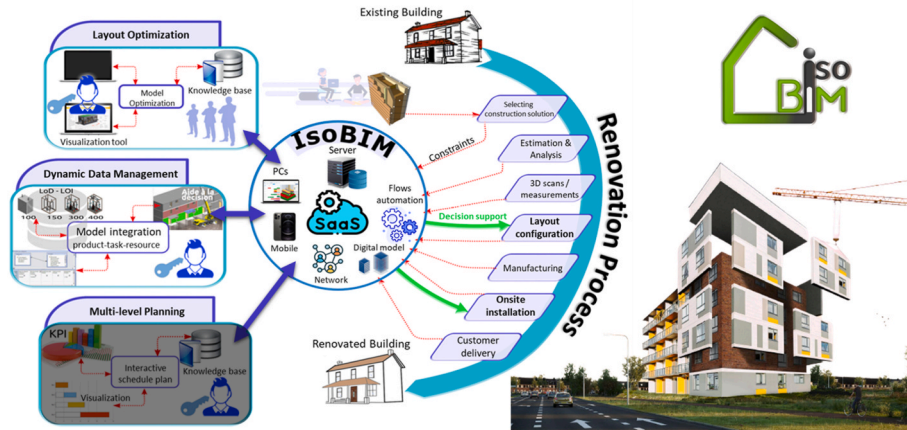 Layout Optimization
Model
Optimization
Knowledge base
Visualization tool
Dynamic Data Management
LoD - LOI
100 150 300 400
Aide à la
décision
Model integration
product-task-resource
Multi-level Planning
KPI
Interactive
schedule plan
Knowledge base
Visualization
Existing Building
IsoBIM
Server
PCs
Flows
automation
SaaS
Mobile
Digital model
Network
Constraints
Decision support
Selecting
construction solution
Estimation &
Analysis
3D scans /
measurements
Layout
configuration
Manufacturing
Onsite
installation
Customer
delivery
Renovated Building
Renovation Process
iso
BIM